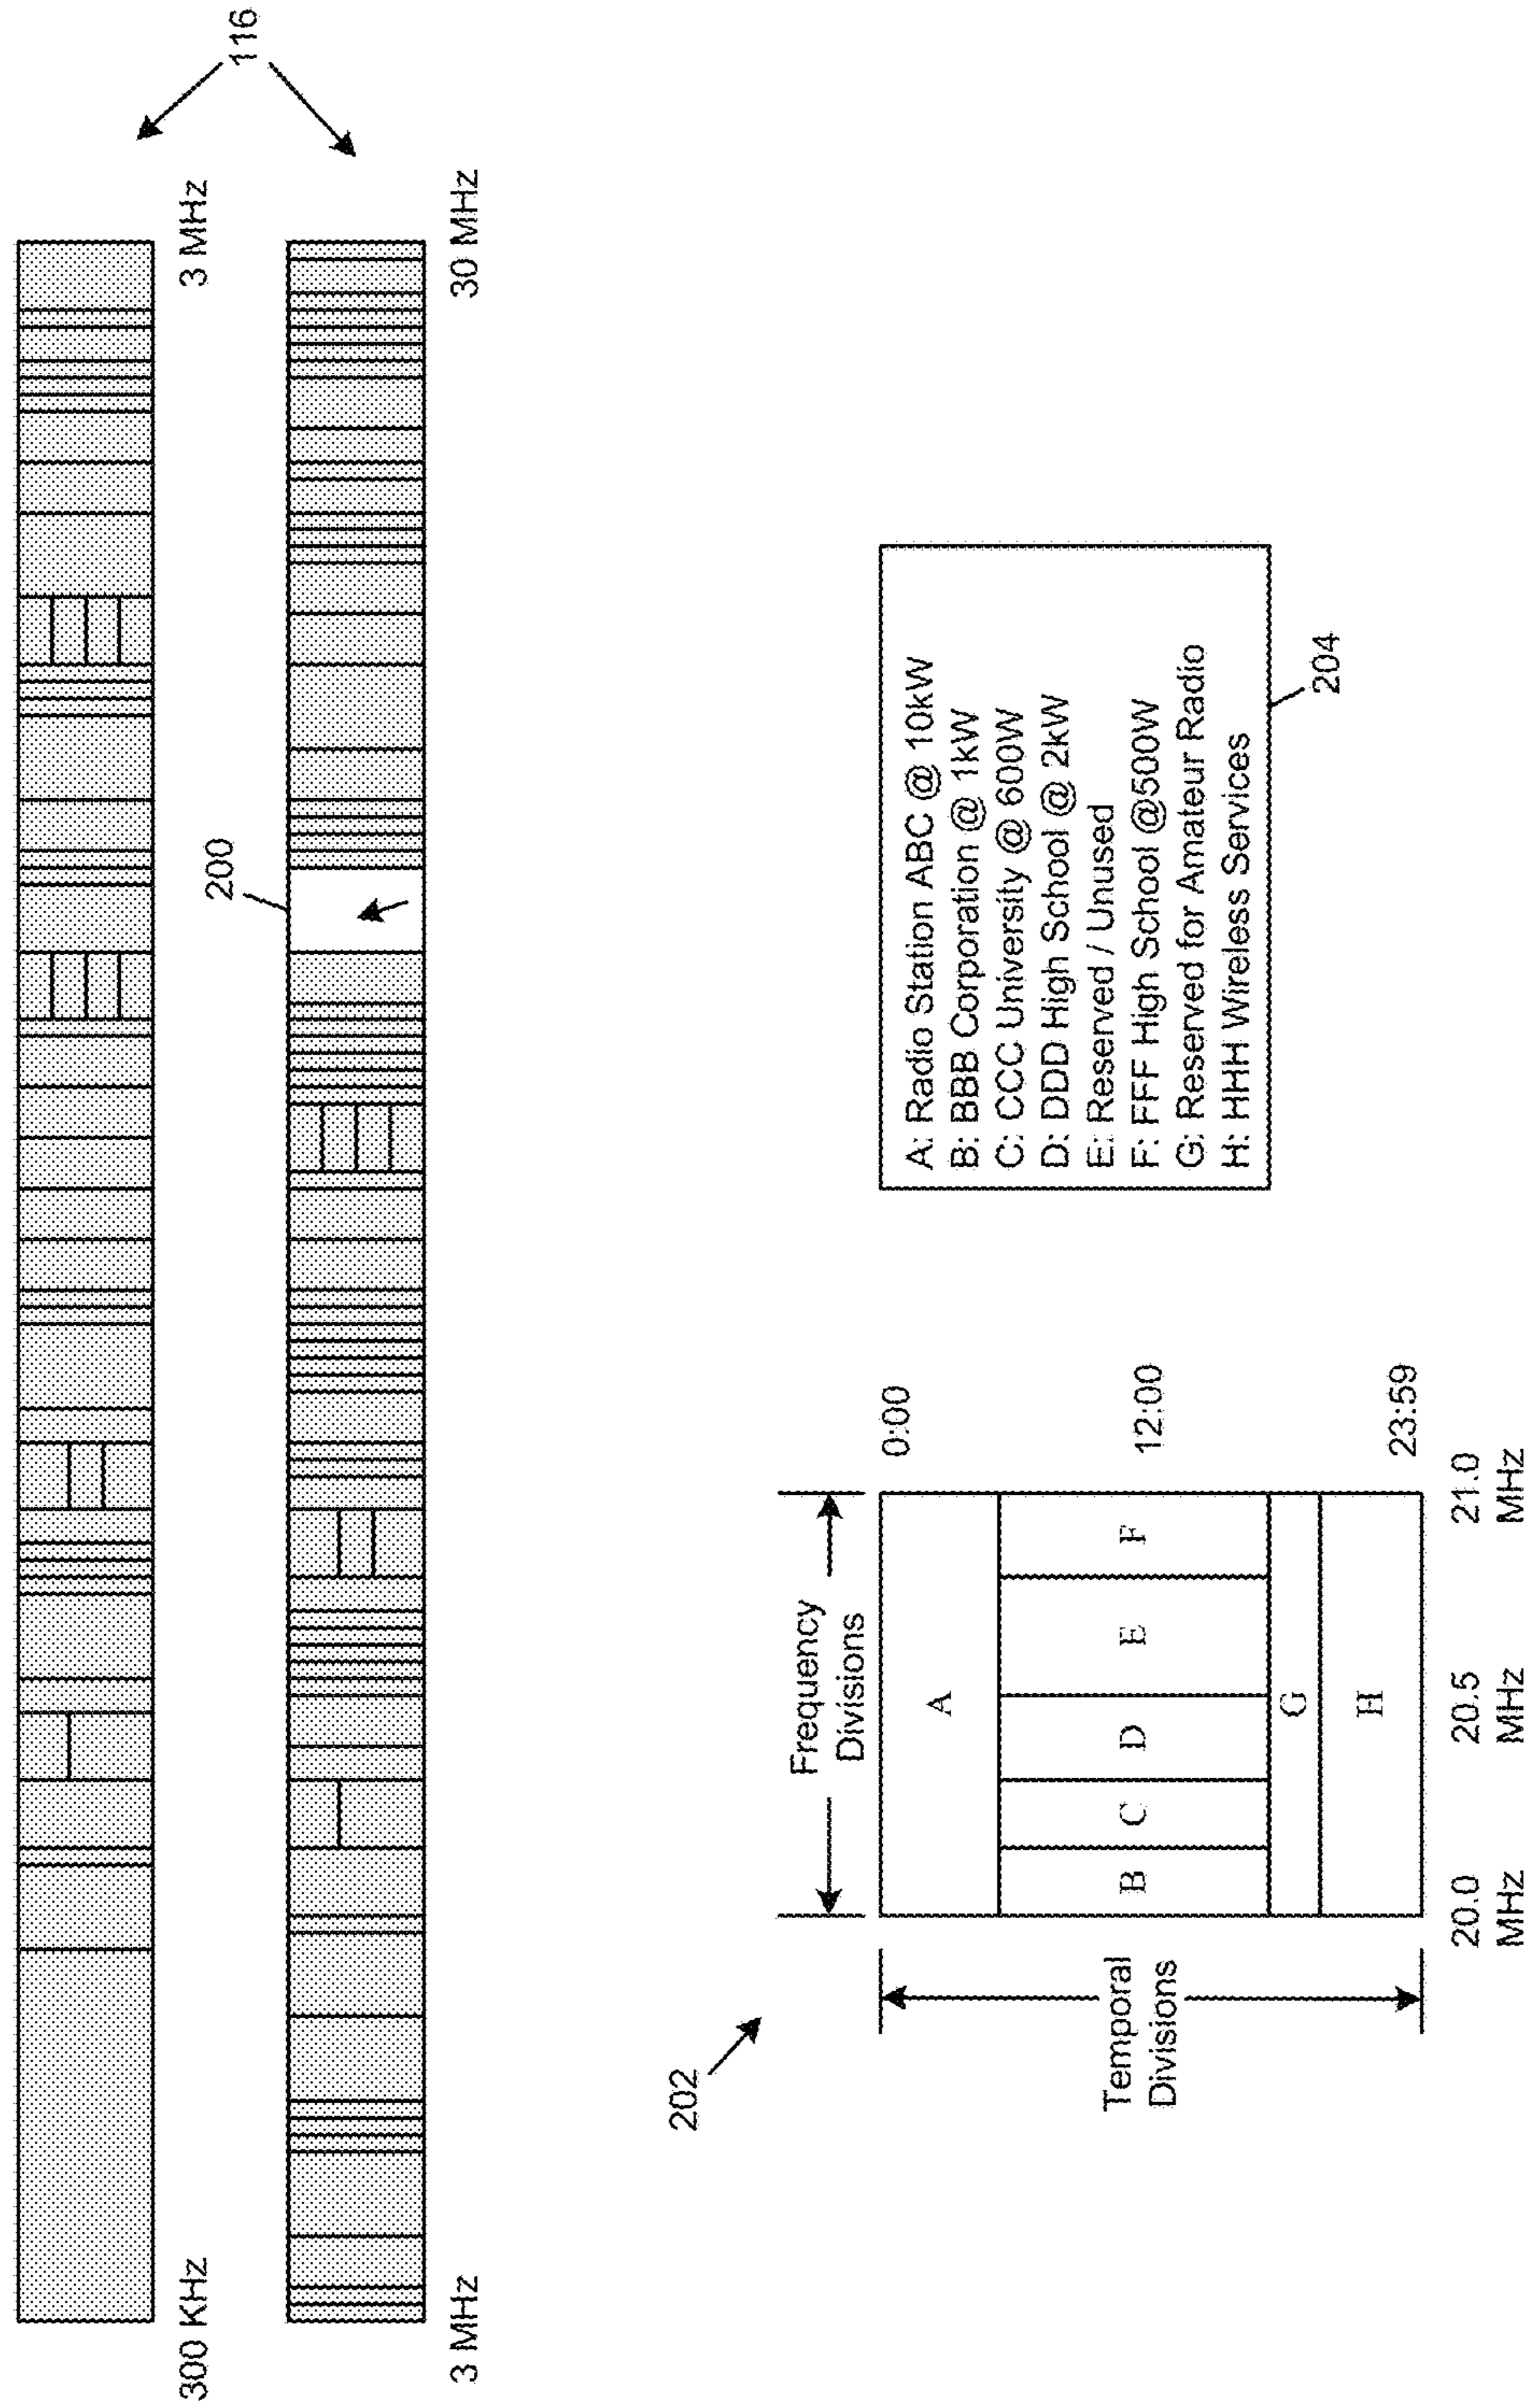 116
300 KHz
3 MHz
200
3 MHz
30 MHz
202
Frequency
Divisions
Temporal
Divisions
A
B
C
D
E
F
G
H
0:00
12:00
23:59
20.0
MHz
20.5
MHz
21.0
MHz
A: Radio Station ABC @ 10kW
B: BBB Corporation @ 1kW
C: CCC University @ 600W
D: DDD High School @ 2kW
E: Reserved / Unused
F: FFF High School @500W
G: Reserved for Amateur Radio
H: HHH Wireless Services
204